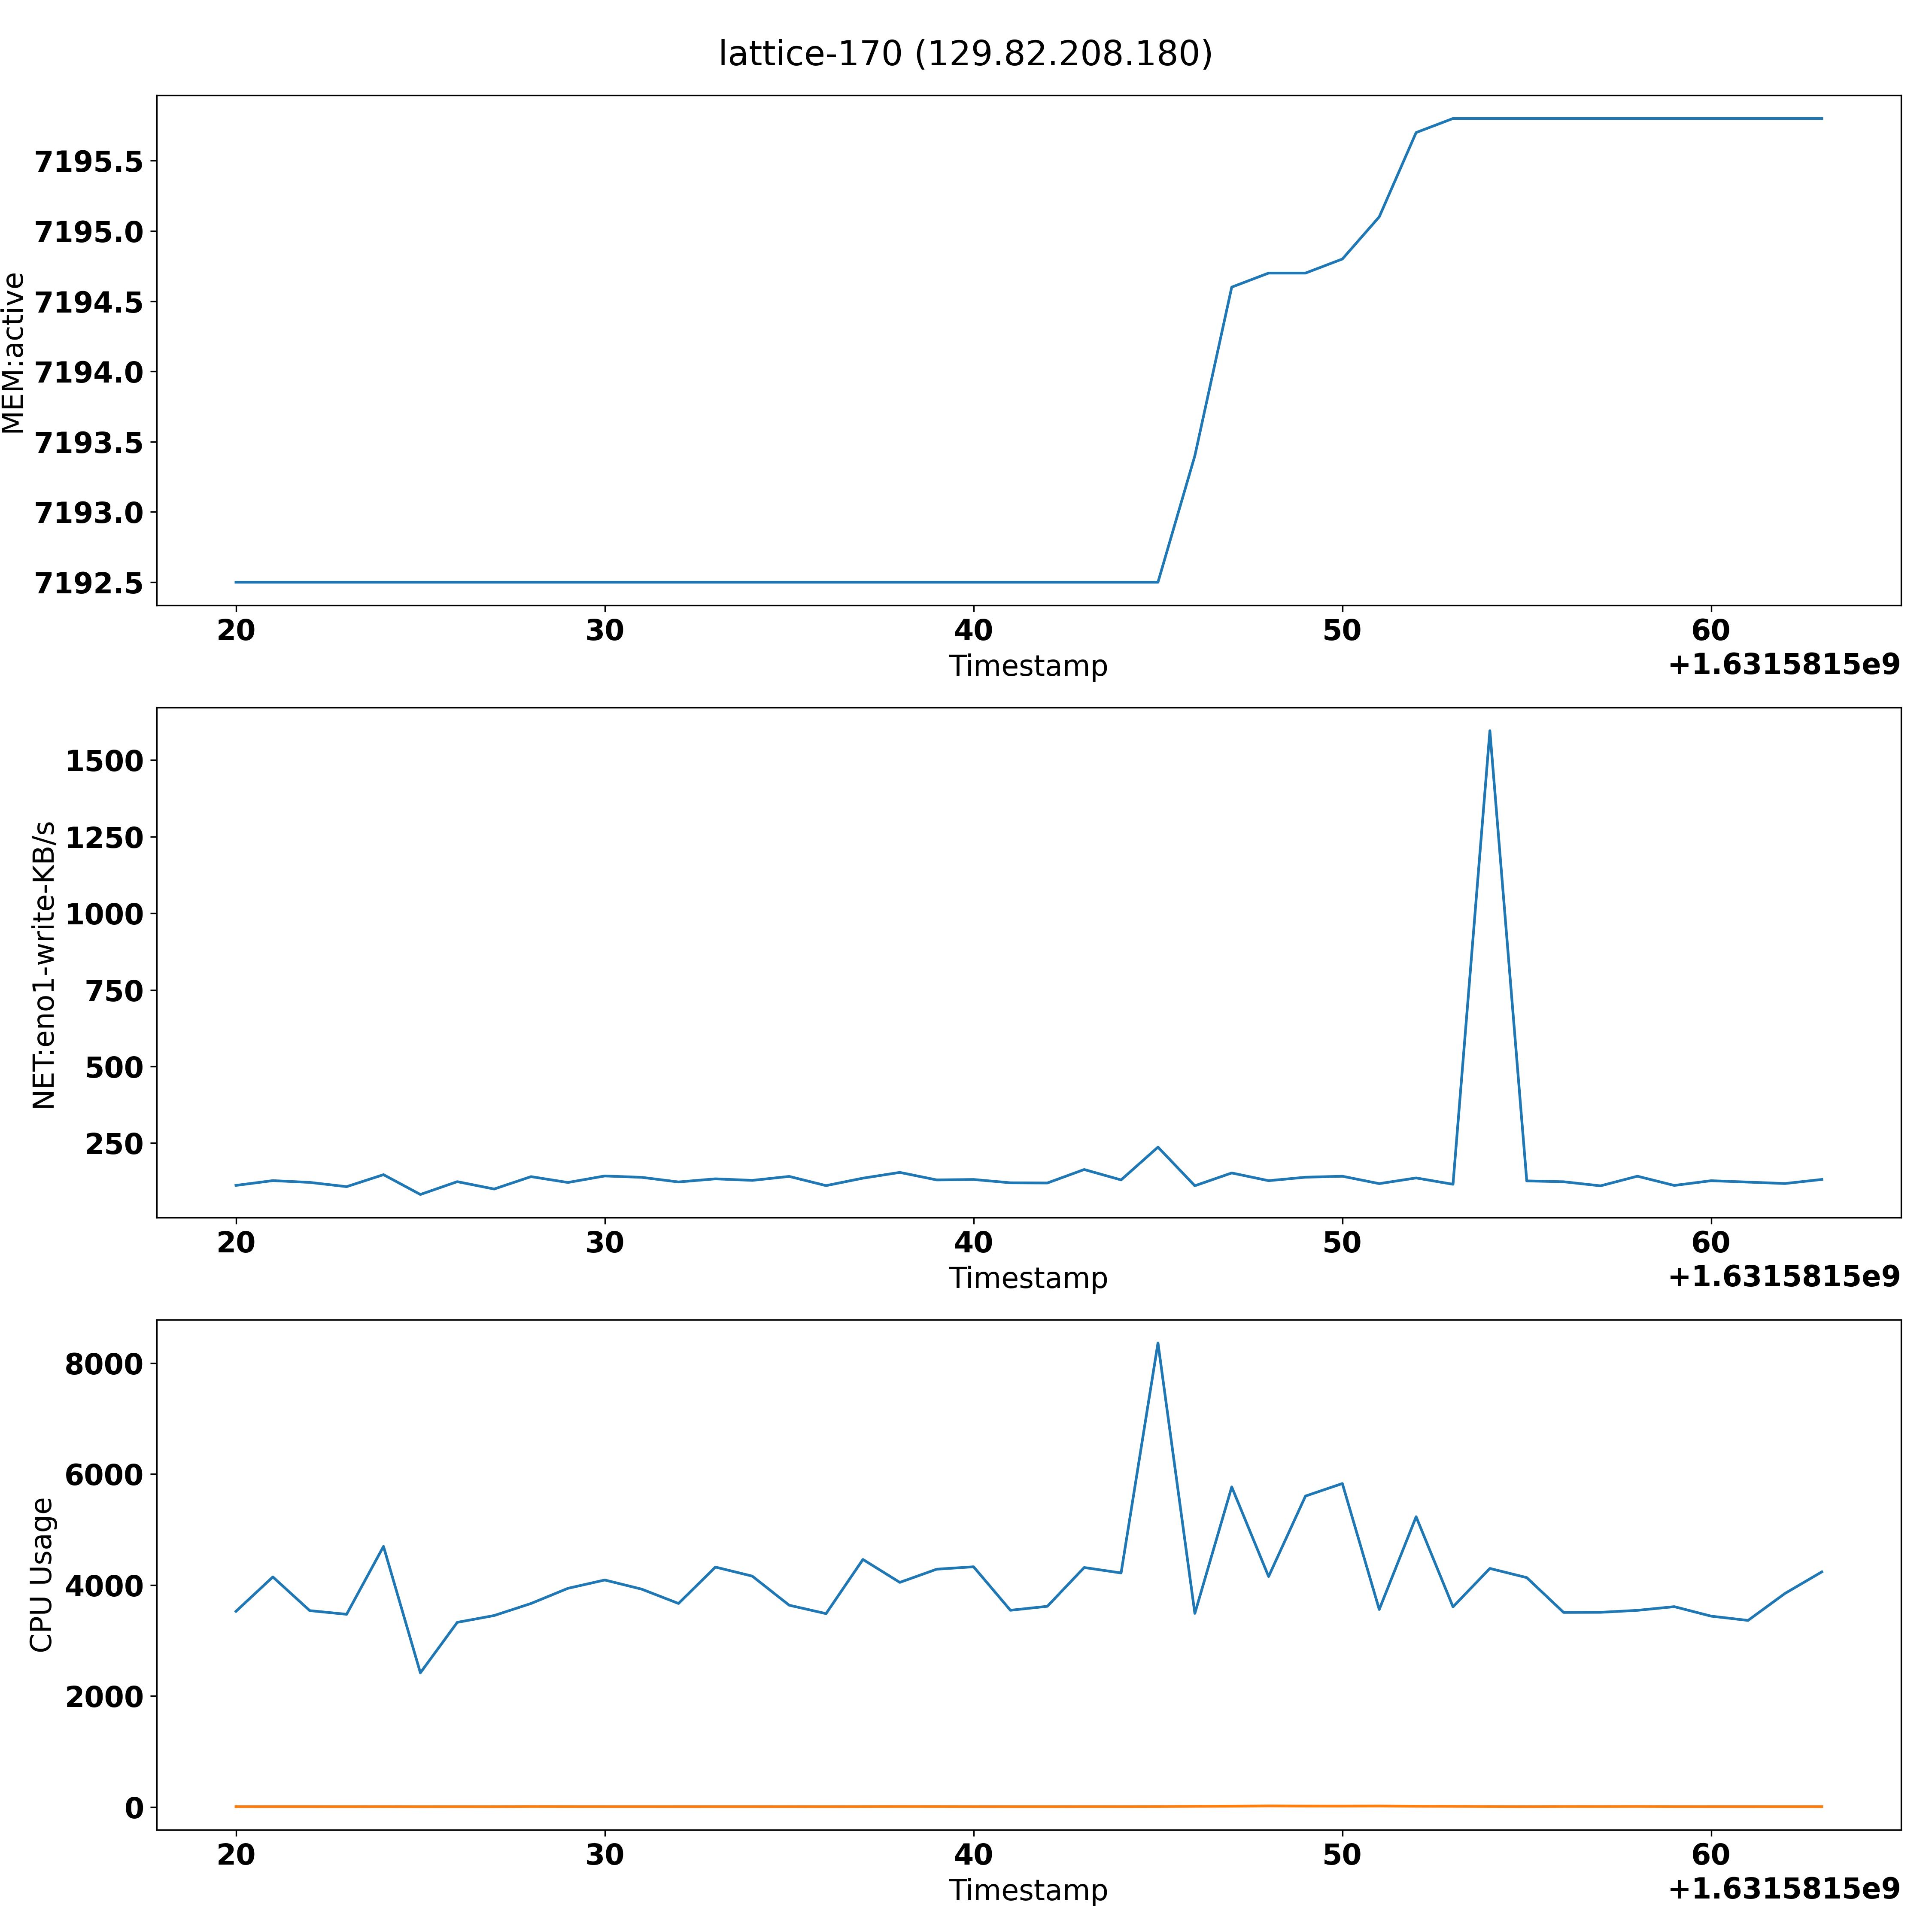 lattice-170 (129.82.208.180)
MEM:active
7195.5
7195.0
7194.5
7194.0
7193.5
7193.0
7192.5
20 30 40 50 60
Timestamp
+1.6315815e9
NET:eno1-write-KB/s
1500
1250
1000
750
500
250
20 30 40 50 60
Timestamp
+1.6315815e9
CPU Usage
8000
6000
4000
2000
0
20 30 40 50 60
Timestamp
+1.6315815e9